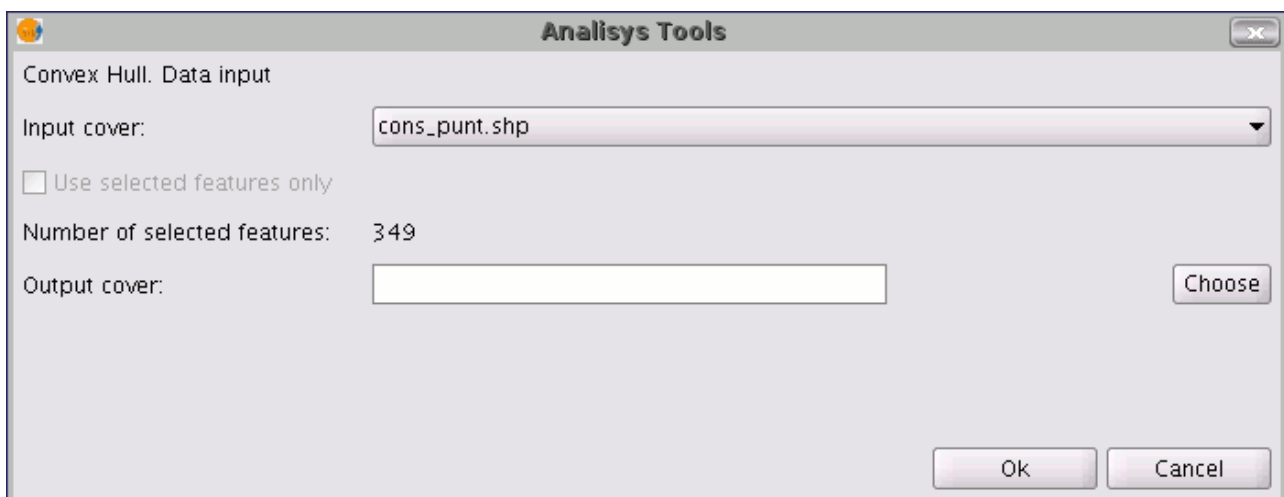 Analisys Tools
Convex Hull. Data input
Input cover: cons_punt.shp
Use selected features only
Number of selected features: 349
Output cover: Choose
Ok Cancel